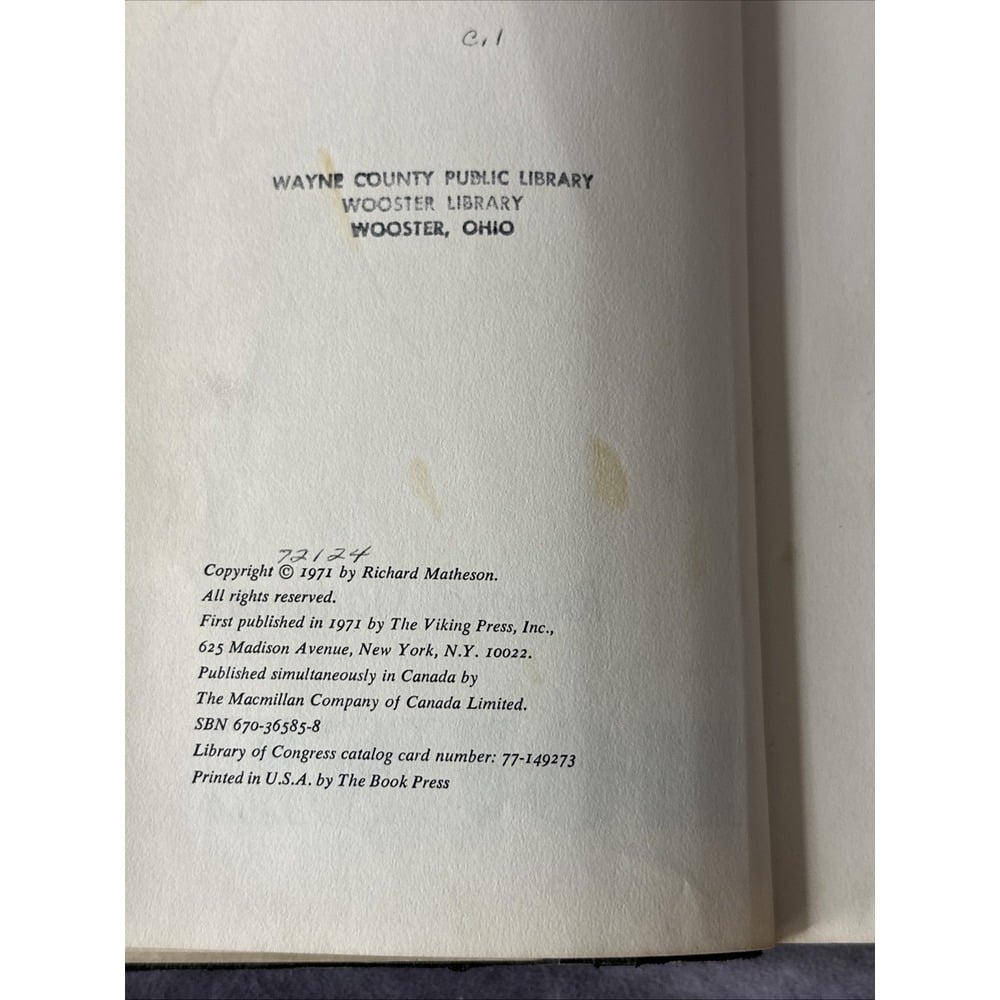 c.1
WAYNE COUNTY PUBLIC LIBRARY
WOOSTER LIBRARY
WOOSTER, OHIO
72124
Copyright © 1971 by Richard Matheson.
All rights reserved.
First published in 1971 by The Viking Press, Inc.,
625 Madison Avenue, New York, N.Y. 10022.
Published simultaneously in Canada by
The Macmillan Company of Canada Limited.
SBN 670-36585-8
Library of Congress catalog card number: 77-149273
Printed in U.S.A. by The Book Press